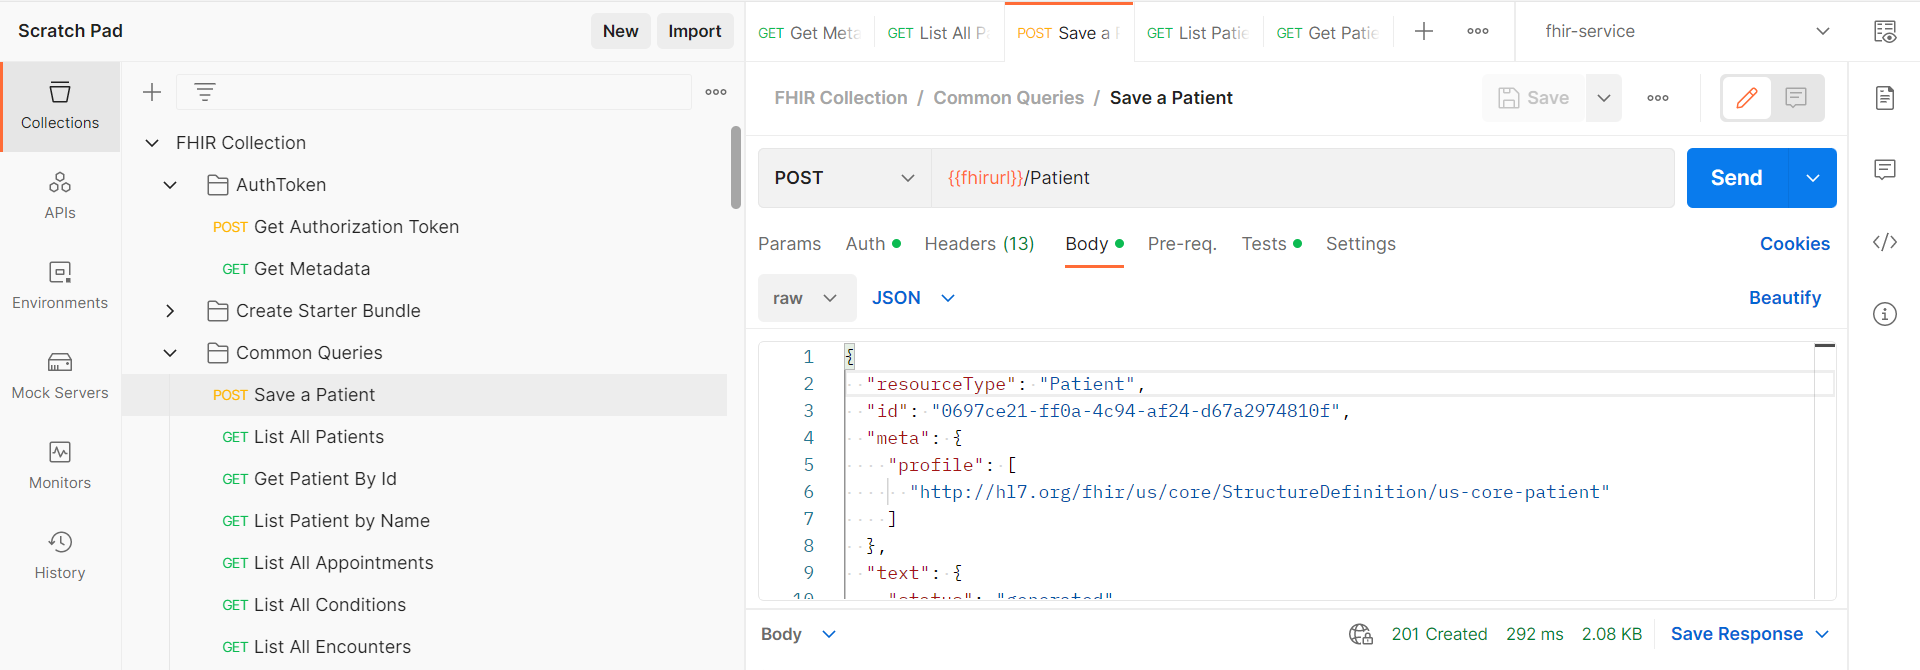 Scratch Pad
New
Import
Collections
APIs
Environments
Mock Servers
Monitors
History
FHIR Collection
AuthToken
POST Get Authorization Token
GET Get Metadata
Create Starter Bundle
Common Queries
POST Save a Patient
GET List All Patients
GET Get Patient By Id
GET List Patient by Name
GET List All Appointments
GET List All Conditions
GET List All Encounters
GET Get Meta
GET List All P
POST Save a
GET List Patie
GET Get Patie
fhir-service
FHIR Collection / Common Queries / Save a Patient
Save
POST
{{fhirurl}}/Patient
Send
Params Auth Headers (13) Body Pre-req. Tests Settings Cookies
raw JSON Beautify
1 {
2 "resourceType": "Patient",
3 "id": "0697ce21-ff0a-4c94-af24-d67a2974810f",
4 "meta": {
5 "profile": [
6 "http://hl7.org/fhir/us/core/StructureDefinition/us-core-patient"
7 ]
8 },
9 "text": {
10 "status": "generated"
Body 201 Created 292 ms 2.08 KB Save Response